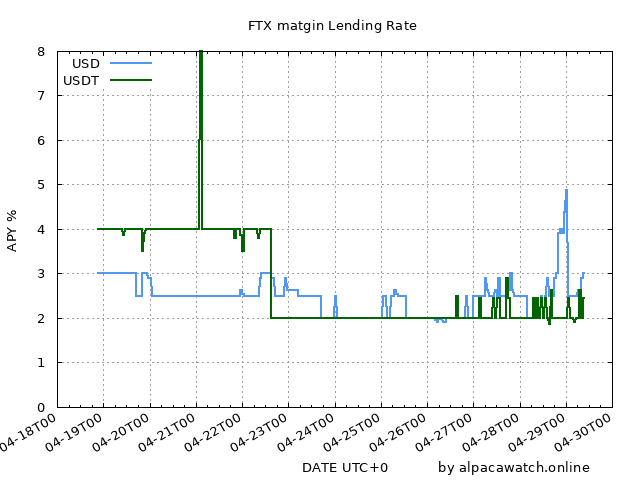 FTX matgin Lending Rate
USD
USDT
8
7
6
5
4
3
2
1
0
APY %
04-18T00
04-19T00
04-20T00
04-21T00
04-22T00
04-23T00
04-24T00
04-25T00
04-26T00
04-27T00
04-28T00
04-29T00
04-30T00
DATE UTC+0
by alpacawatch.online